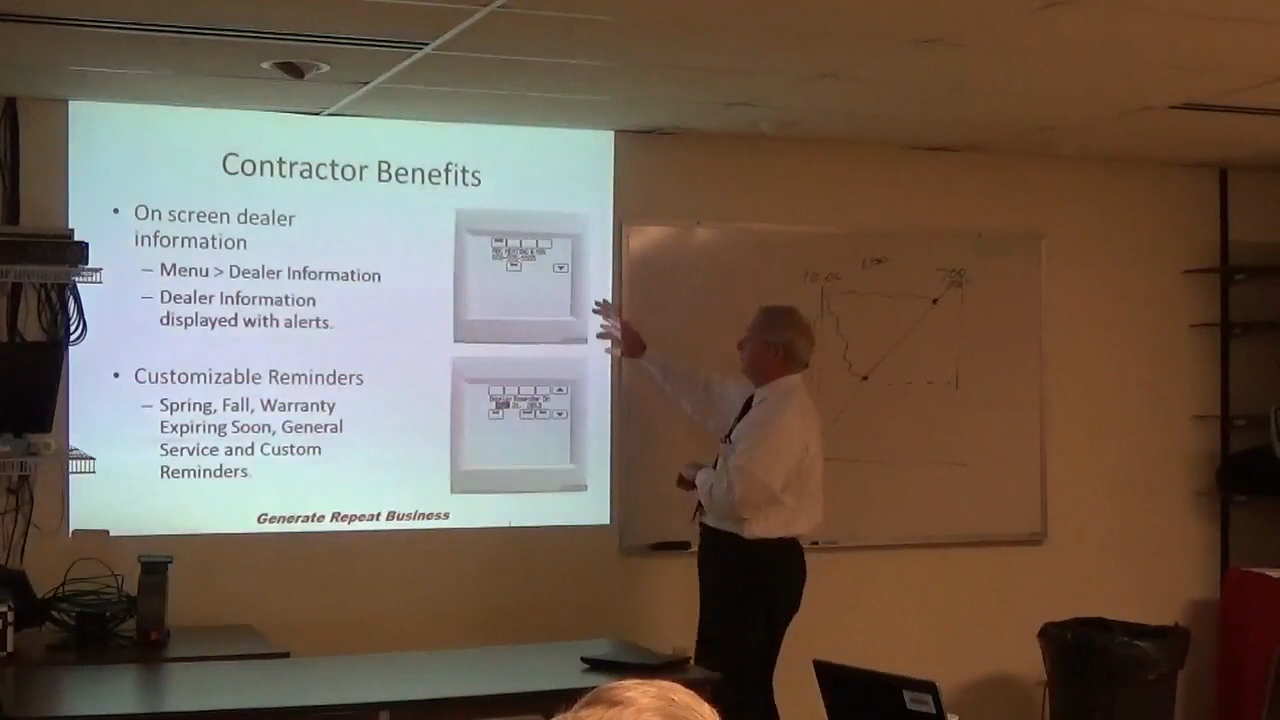 Contractor Benefits
• On screen dealer
information
– Menu > Dealer Information
– Dealer Information
displayed with alerts.
• Customizable Reminders
– Spring, Fall, Warranty
Expiring Soon, General
Service and Custom
Reminders.
Generate Repeat Business